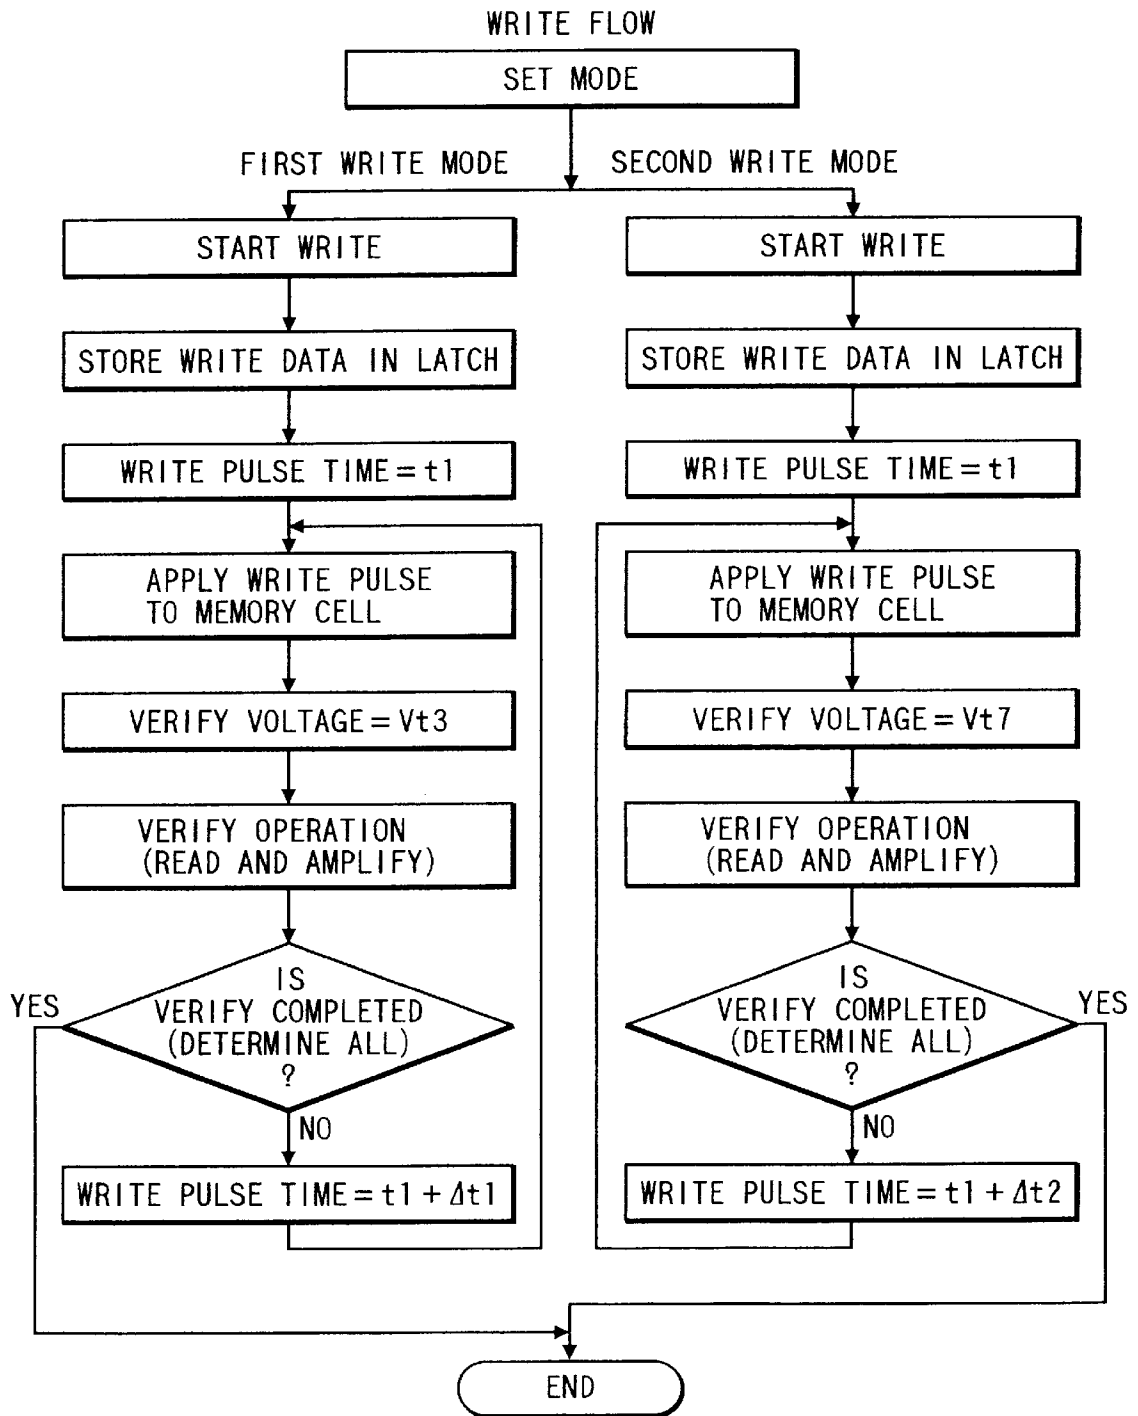 WRITE FLOW
SET MODE
FIRST WRITE MODE
SECOND WRITE MODE
START WRITE
STORE WRITE DATA IN LATCH
WRITE PULSE TIME=t1
APPLY WRITE PULSE
TO MEMORY CELL
VERIFY VOLTAGE=Vt3
VERIFY OPERATION
(READ AND AMPLIFY)
IS
VERIFY COMPLETED
(DETERMINE ALL)
?
YES
NO
WRITE PULSE TIME=t1+Δt1
START WRITE
STORE WRITE DATA IN LATCH
WRITE PULSE TIME=t1
APPLY WRITE PULSE
TO MEMORY CELL
VERIFY VOLTAGE=Vt7
VERIFY OPERATION
(READ AND AMPLIFY)
IS
VERIFY COMPLETED
(DETERMINE ALL)
?
YES
NO
WRITE PULSE TIME=t1+Δt2
END